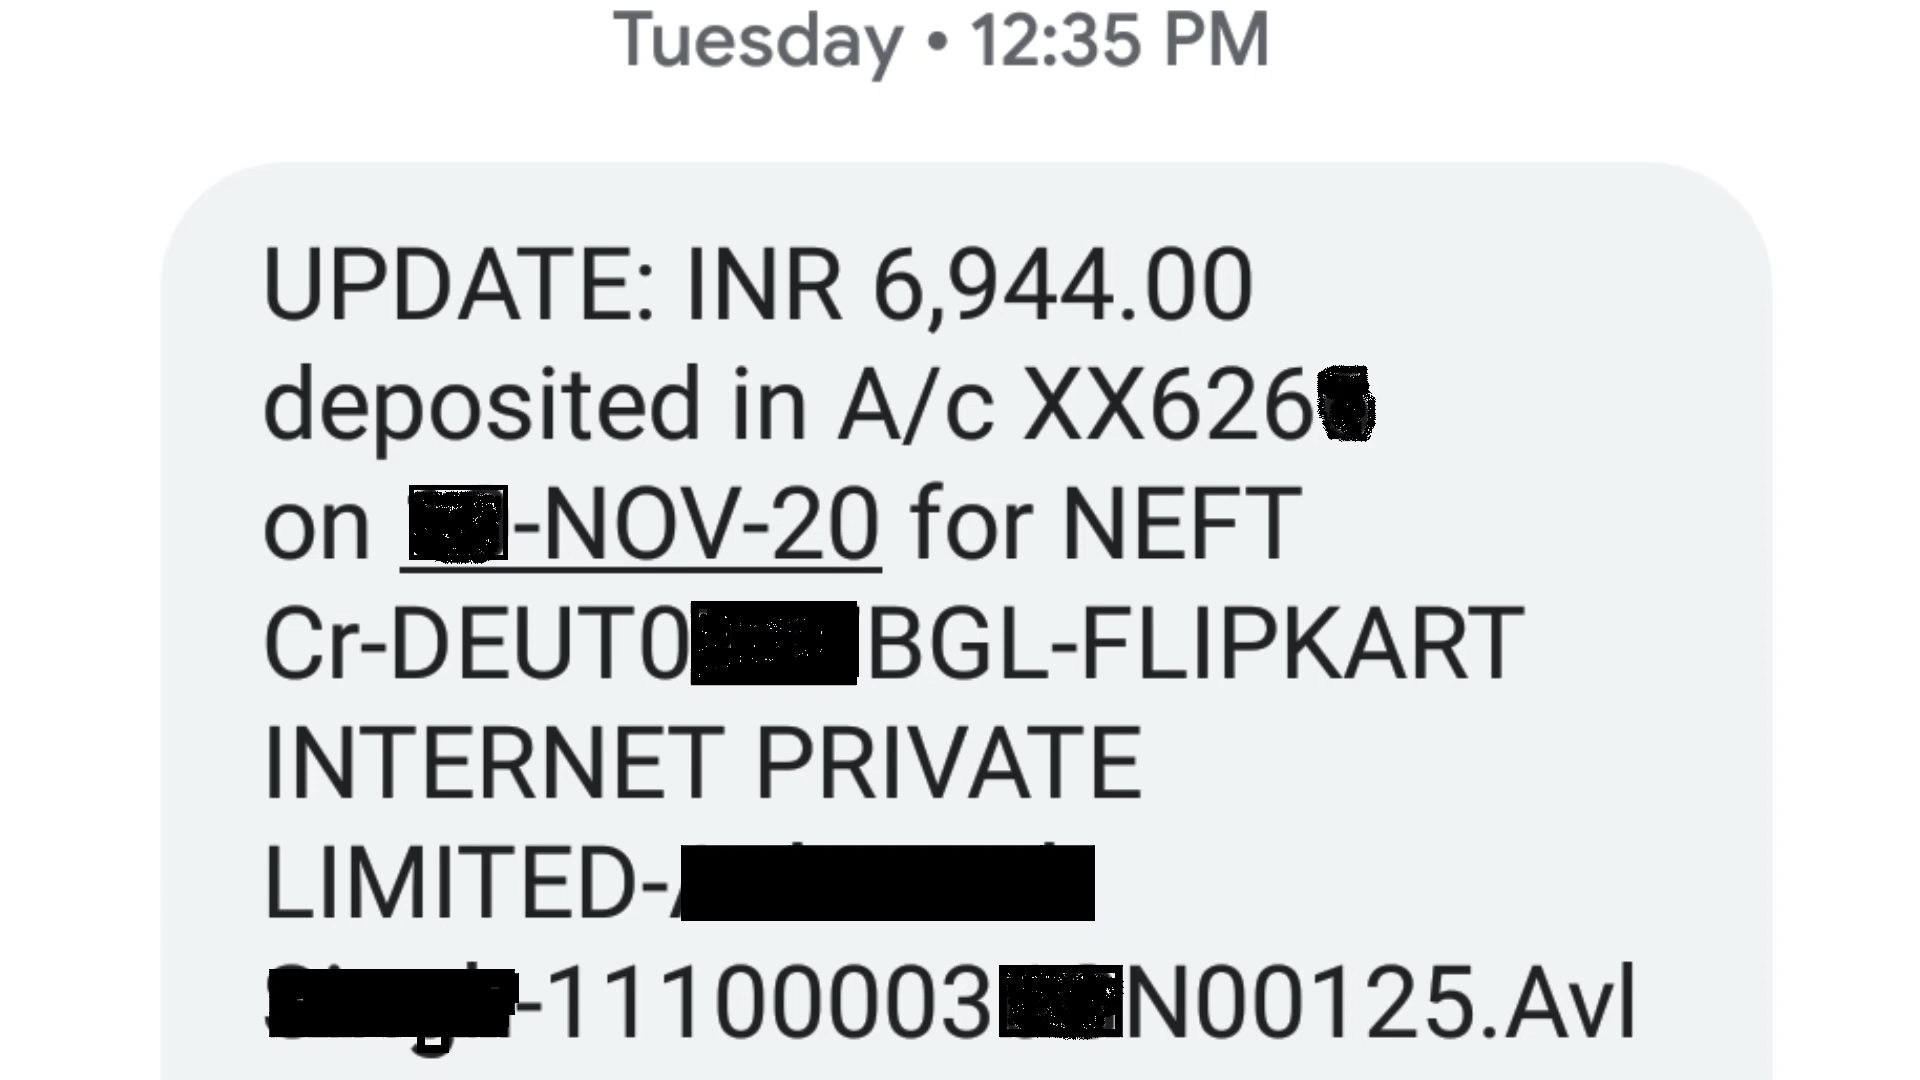 Tuesday • 12:35 PM
UPDATE: INR 6,944.00
deposited in A/c XX626
on -NOV-20 for NEFT
Cr-DEUT0 BGL-FLIPKART
INTERNET PRIVATE
LIMITED-
-11100003 N00125.Avl